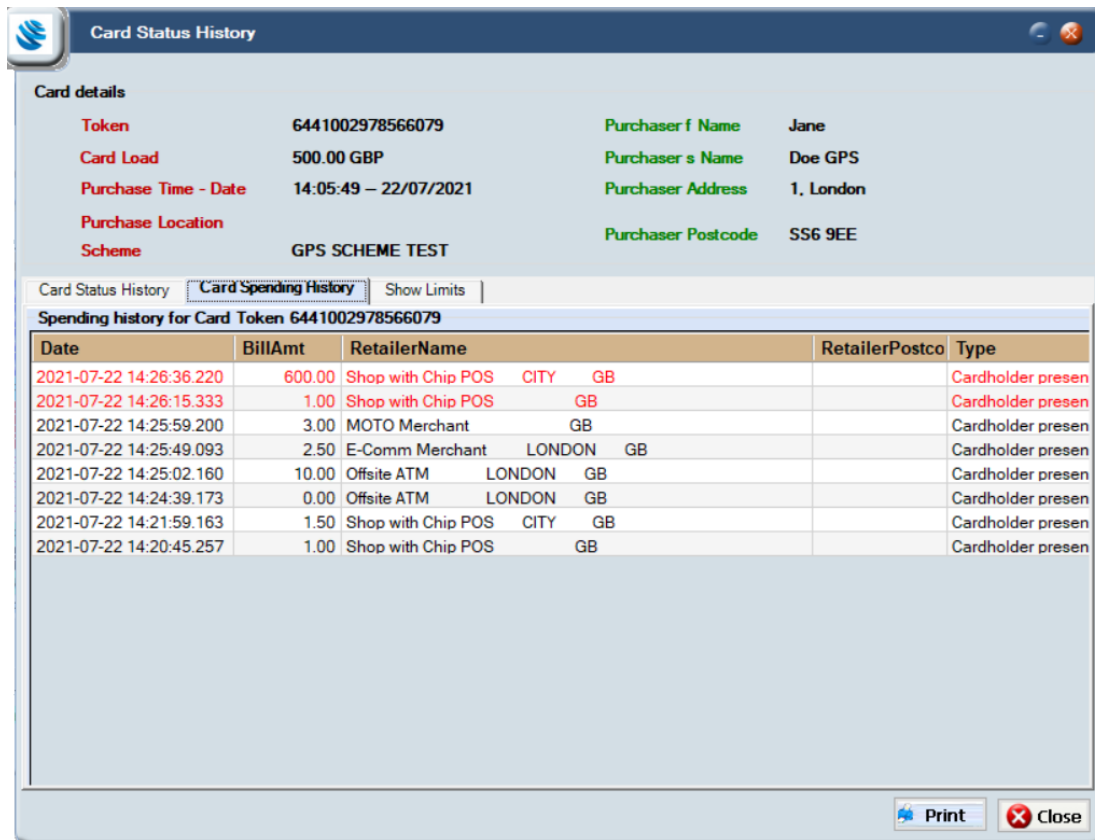 Card Status History
Card details
Token 6441002978566079 Purchaser f Name Jane
Card Load 500.00 GBP Purchaser s Name Doe GPS
Purchase Time - Date 14:05:49 – 22/07/2021 Purchaser Address 1, London
Purchase Location
Purchaser Postcode SS6 9EE
Scheme GPS SCHEME TEST
Card Status History Card Spending History Show Limits
Spending history for Card Token 6441002978566079
Date BillAmt RetailerName RetailerPostco Type
2021-07-22 14:26:36.220 600.00 Shop with Chip POS CITY GB Cardholder presen
2021-07-22 14:26:15.333 1.00 Shop with Chip POS GB Cardholder presen
2021-07-22 14:25:59.200 3.00 MOTO Merchant GB Cardholder presen
2021-07-22 14:25:49.093 2.50 E-Comm Merchant LONDON GB Cardholder presen
2021-07-22 14:25:02.160 10.00 Offsite ATM LONDON GB Cardholder presen
2021-07-22 14:24:39.173 0.00 Offsite ATM LONDON GB Cardholder presen
2021-07-22 14:21:59.163 1.50 Shop with Chip POS CITY GB Cardholder presen
2021-07-22 14:20:45.257 1.00 Shop with Chip POS GB Cardholder presen
Print Close